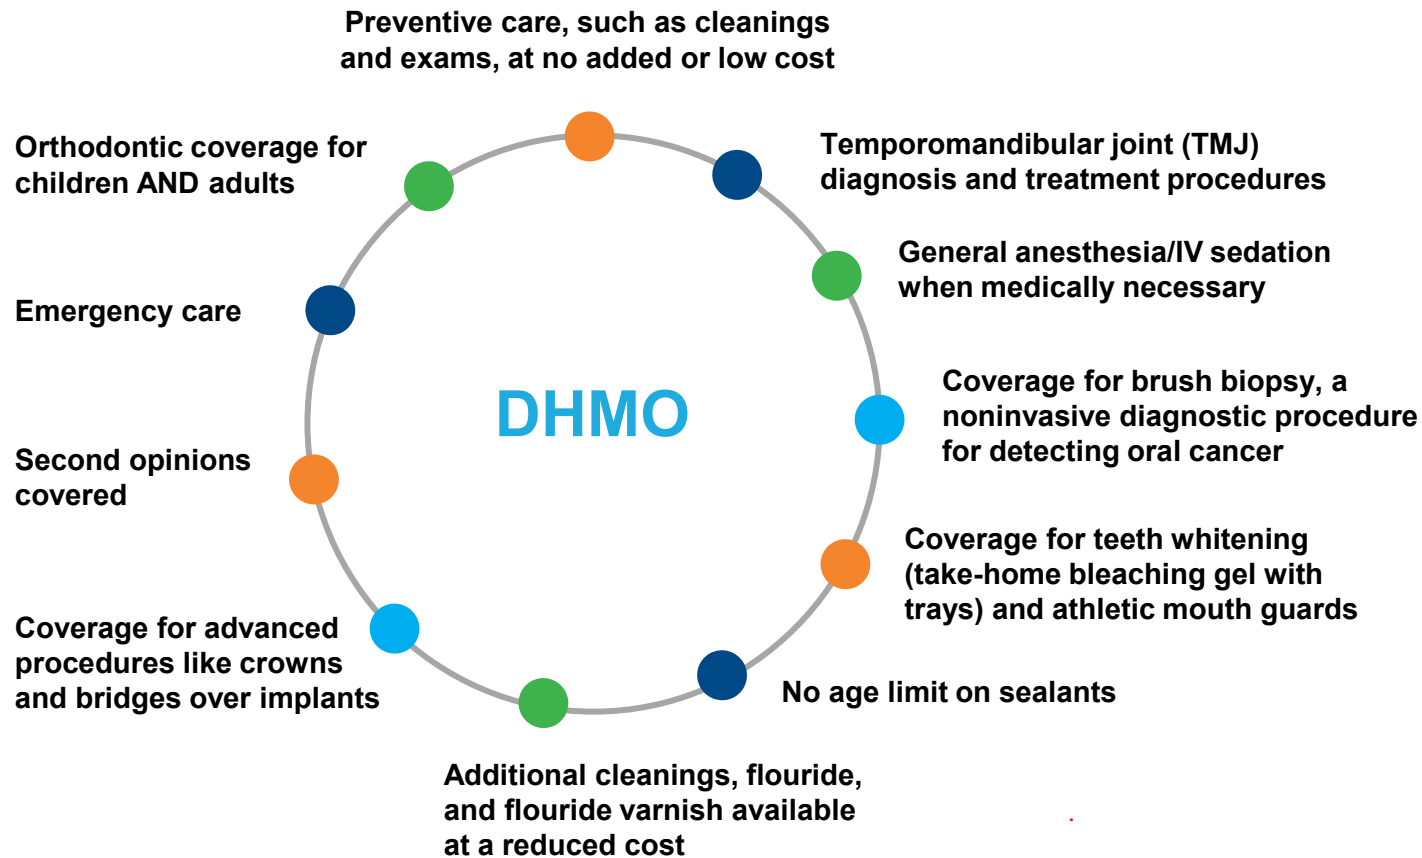 Preventive care, such as cleanings
and exams, at no added or low cost
Temporomandibular joint (TMJ)
diagnosis and treatment procedures
General anesthesia/IV sedation
when medically necessary
Coverage for brush biopsy, a
noninvasive diagnostic procedure
for detecting oral cancer
Coverage for teeth whitening
(take-home bleaching gel with
trays) and athletic mouth guards
No age limit on sealants
Additional cleanings, flouride,
and flouride varnish available
at a reduced cost
Coverage for advanced
procedures like crowns
and bridges over implants
Second opinions
covered
Emergency care
Orthodontic coverage for
children AND adults
DHMO